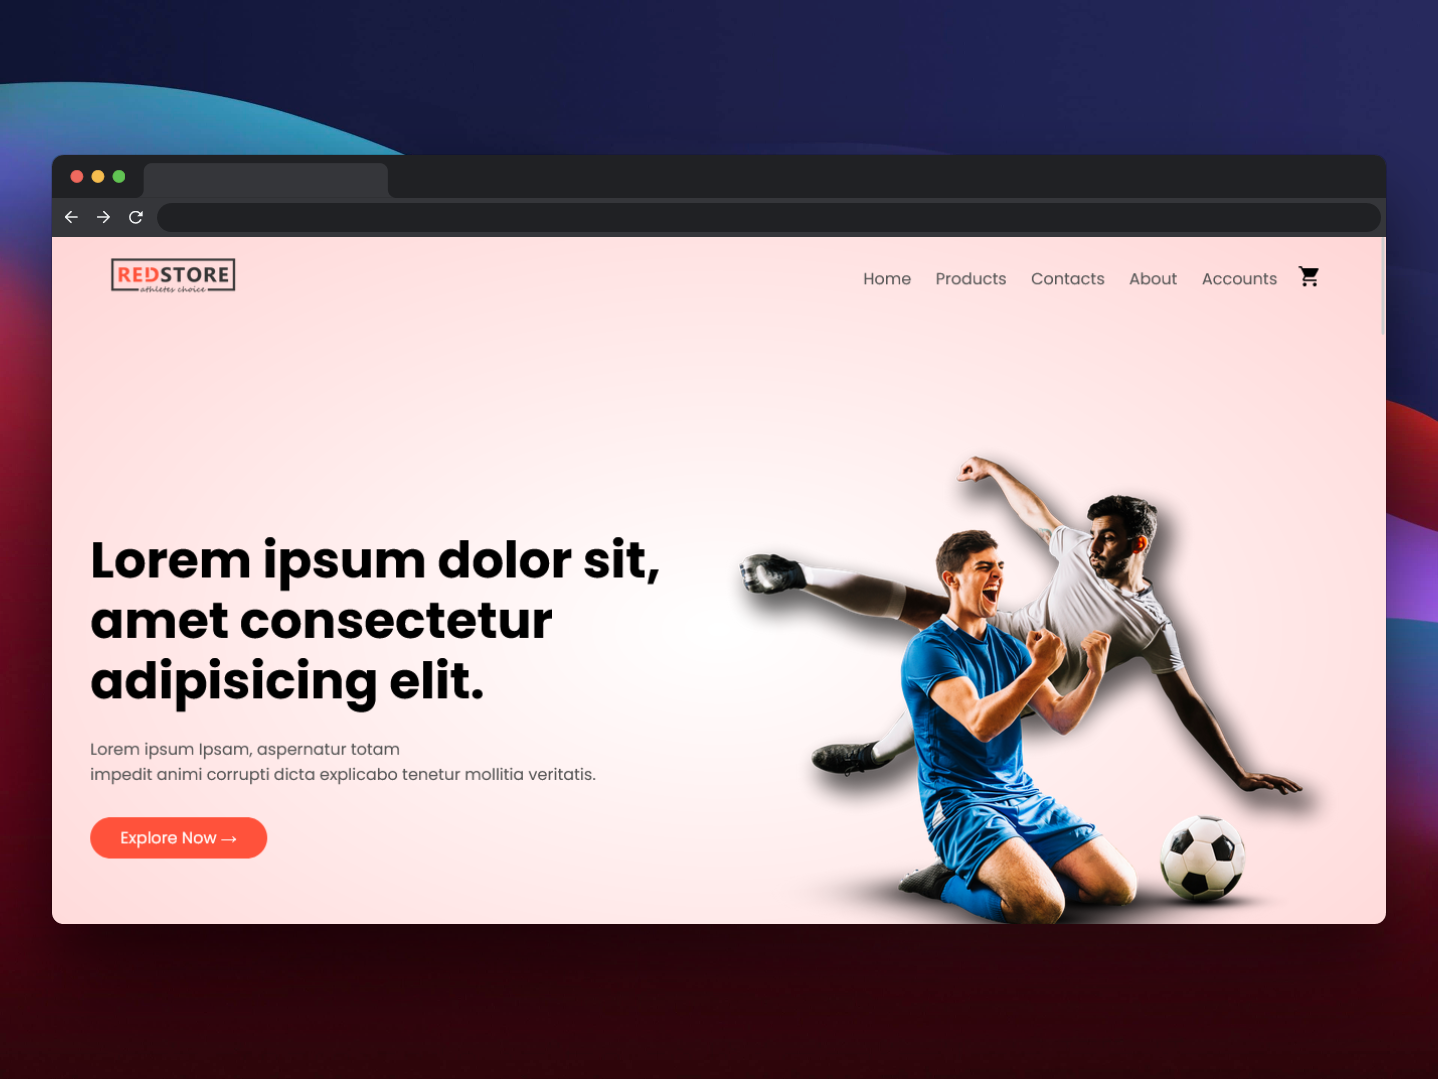 REDSTORE
athletes choice
Home Products Contacts About Accounts
Lorem ipsum dolor sit,
amet consectetur
adipisicing elit.
Lorem ipsum Ipsam, aspernatur totam
impedit animi corrupti dicta explicabo tenetur mollitia veritatis.
Explore Now →